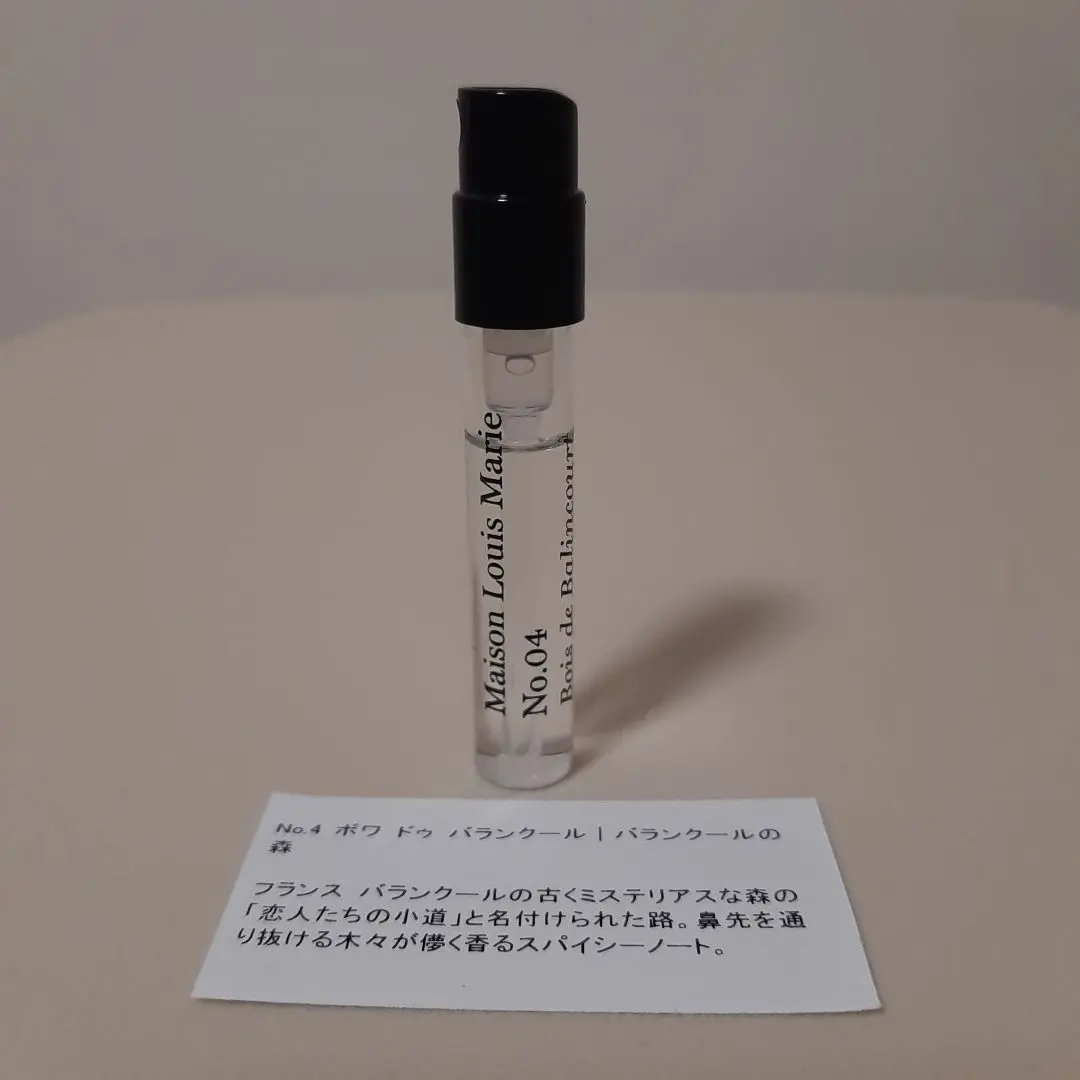 Maison Louis Marie
No.04
Bois de Balincourt
No.4 ボワ ドゥ バランクール | バランクールの
森
フランス バランクールの古くミステリアスな森の
「恋人たちの小道」と名付けられた路。鼻先を通
り抜ける木々が儚く香るスパイシーノート。